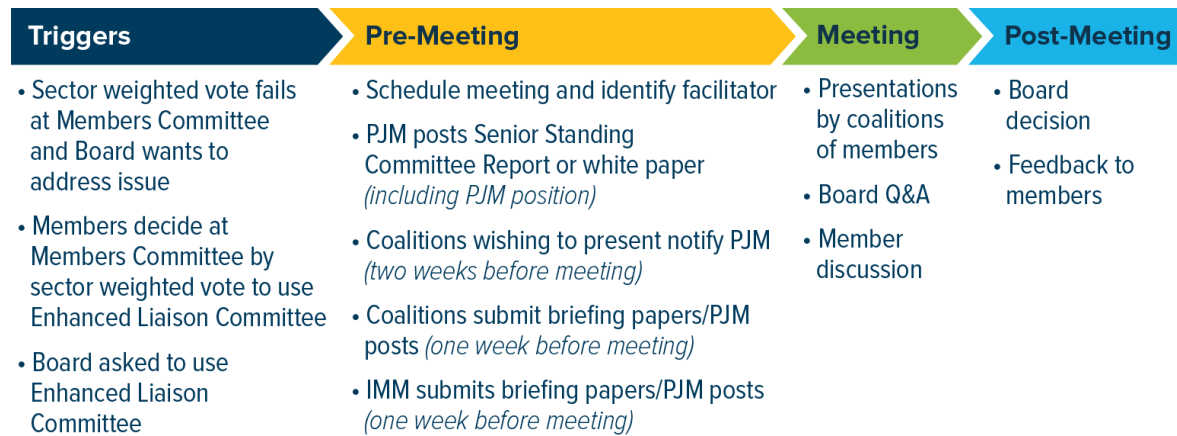 Triggers
• Sector weighted vote fails
at Members Committee
and Board wants to
address issue
• Members decide at
Members Committee by
sector weighted vote to use
Enhanced Liaison Committee
• Board asked to use
Enhanced Liaison
Committee
Pre-Meeting
• Schedule meeting and identify facilitator
• PJM posts Senior Standing
Committee Report or white paper
(including PJM position)
• Coalitions wishing to present notify PJM
(two weeks before meeting)
• Coalitions submit briefing papers/PJM
posts (one week before meeting)
• IMM submits briefing papers/PJM posts
(one week before meeting)
Meeting
• Presentations
by coalitions
of members
• Board Q&A
• Member
discussion
Post-Meeting
• Board
decision
• Feedback to
members